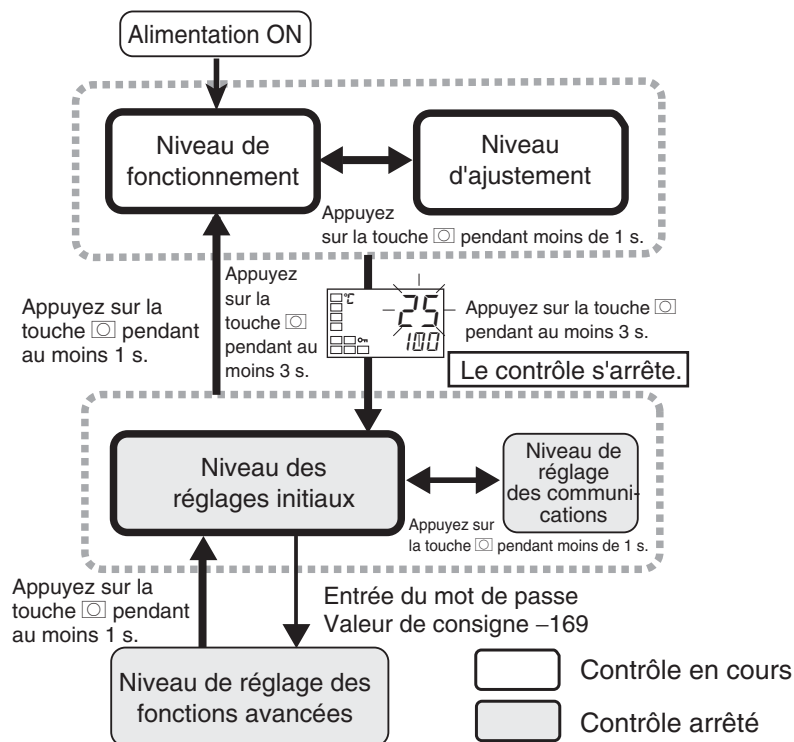 Alimentation ON
Niveau de
fonctionnement
Niveau
d'ajustement
Appuyez
sur la touche pendant moins de 1 s.
Appuyez sur la
touche pendant
au moins 1 s.
Appuyez
sur la
touche
pendant au
moins 3 s.
°C
25
100
Appuyez sur la touche
pendant au moins 3 s.
Le contrôle s'arrête.
Niveau des
réglages initiaux
Niveau de
réglage
des communi-
cations
Appuyez sur
la touche pendant moins de 1 s.
Appuyez sur la
touche pendant
au moins 1 s.
Entrée du mot de passe
Valeur de consigne –169
Niveau de réglage des
fonctions avancées
Contrôle en cours
Contrôle arrêté